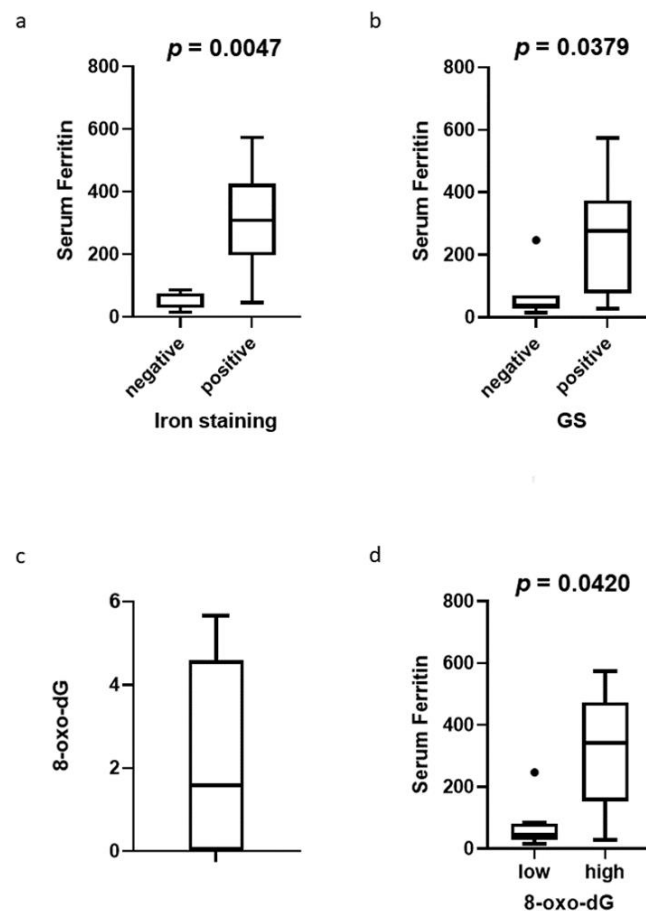 a
p = 0.0047
800
600
400
200
0
Serum Ferritin
negative
positive
Iron staining
b
p = 0.0379
800
600
400
200
0
Serum Ferritin
negative
positive
GS
c
6
4
2
0
8-oxo-dG
d
p = 0.0420
800
600
400
200
0
Serum Ferritin
low high
8-oxo-dG